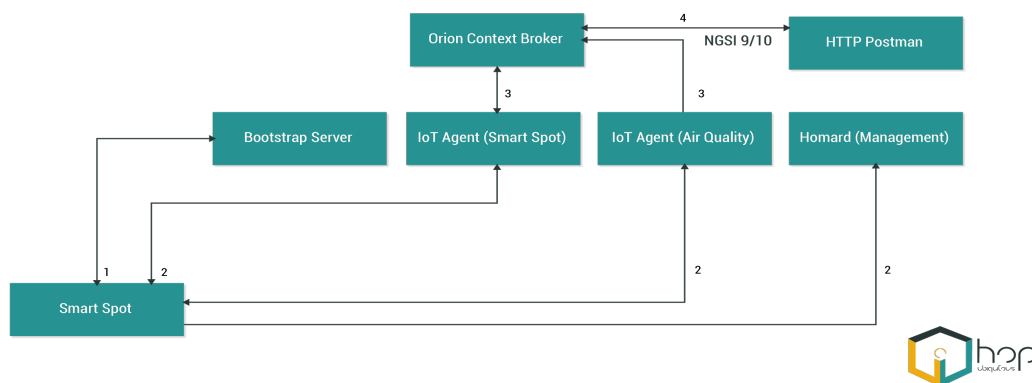 4
Orion Context Broker
NGSI 9/10
HTTP Postman
3
3
Bootstrap Server
IoT Agent (Smart Spot)
IoT Agent (Air Quality)
Homard (Management)
1
2
2
2
Smart Spot
hop
ubiquitous